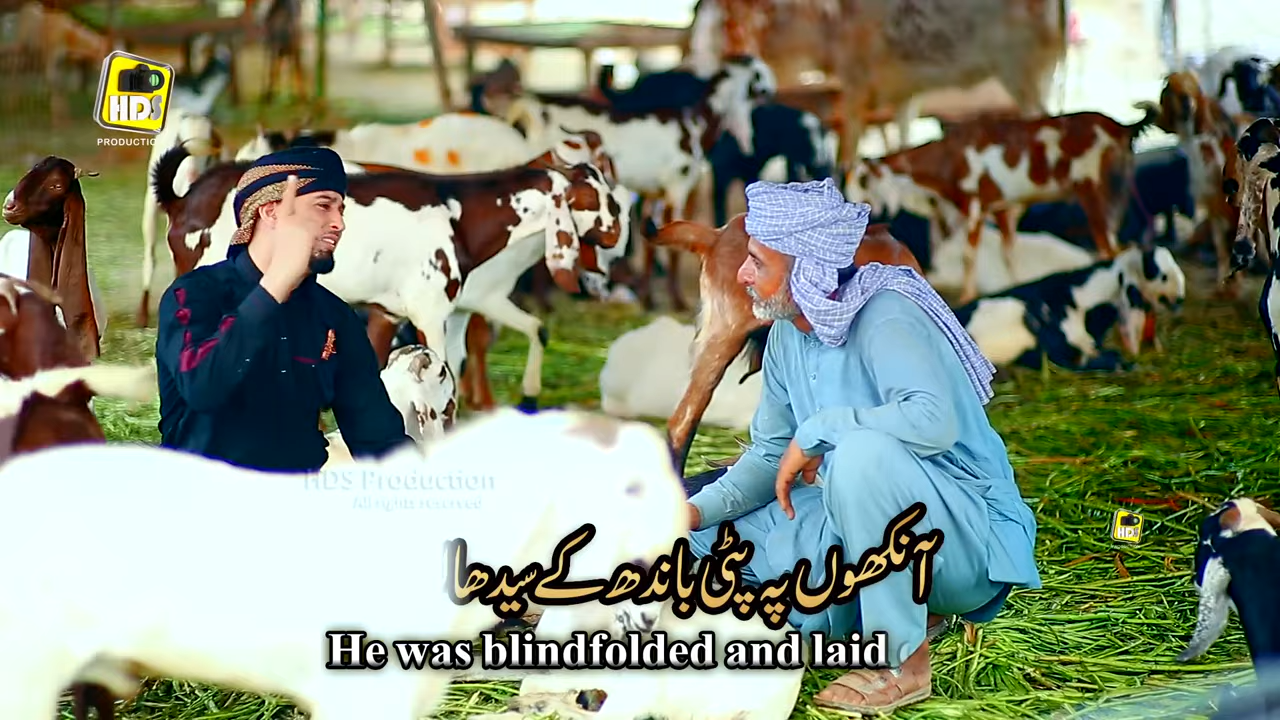 HDS
PRODUCTION
HDS Production
All rights reserved
آنکھوں پہ پٹی باندھ کے سیدھا
He was blindfolded and laid
HDS